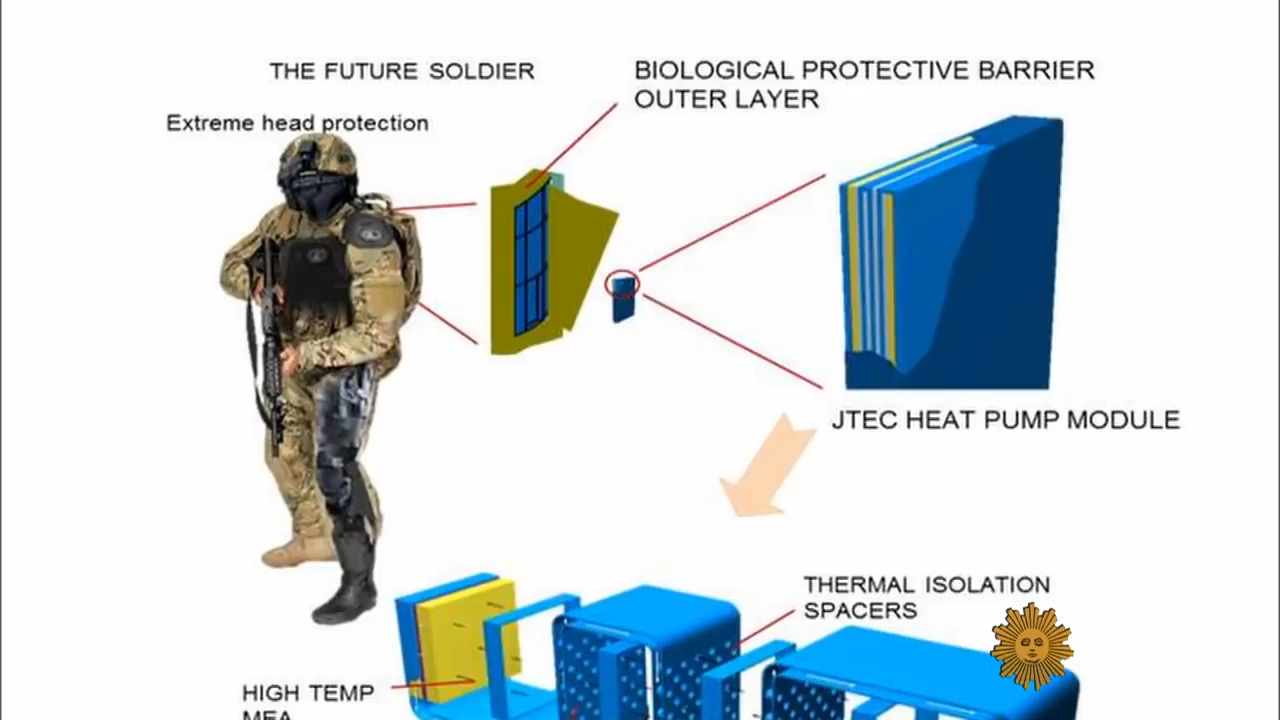 THE FUTURE SOLDIER
BIOLOGICAL PROTECTIVE BARRIER
OUTER LAYER
Extreme head protection
JTEC HEAT PUMP MODULE
THERMAL ISOLATION
SPACERS
HIGH TEMP
MEA